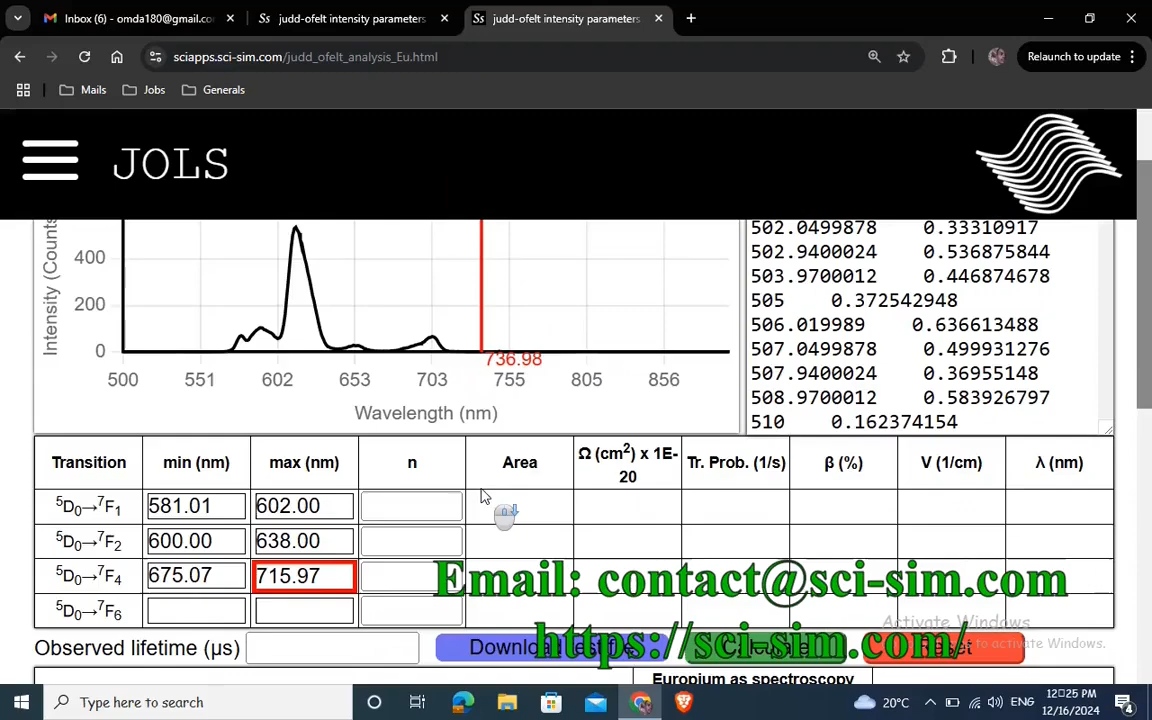 Inbox (6) - omda180@gmail.co
judd-ofelt intensity parameters
judd-ofelt intensity parameters
sciapps.sci-sim.com/judd_ofelt_analysis_Eu.html
Relaunch to update
Mails
Jobs
Generals
JOLS
Intensity (Counts
400
200
0
736.98
500 551 602 653 703 755 805 856
Wavelength (nm)
502.0499878 0.33310917
502.9400024 0.536875844
503.9700012 0.446874678
505 0.372542948
506.019989 0.636613488
507.0499878 0.499931276
507.9400024 0.36955148
508.9700012 0.583926797
510 0.162374154
Transition min (nm) max (nm) n Area Ω (cm²) x 1E-20 Tr. Prob. (1/s) β (%) V (1/cm) λ (nm)
⁵D₀→⁷F₁ 581.01 602.00
⁵D₀→⁷F₂ 600.00 638.00
⁵D₀→⁷F₄ 675.07 715.97
⁵D₀→⁷F₆
Email: contact@sci-sim.com
https://sci-sim.com/
Activate Windows
to activate Windows.
Observed lifetime (µs) Download
Europium as spectroscopy
Type here to search
20°C
ENG
12:25 PM
12/16/2024
4